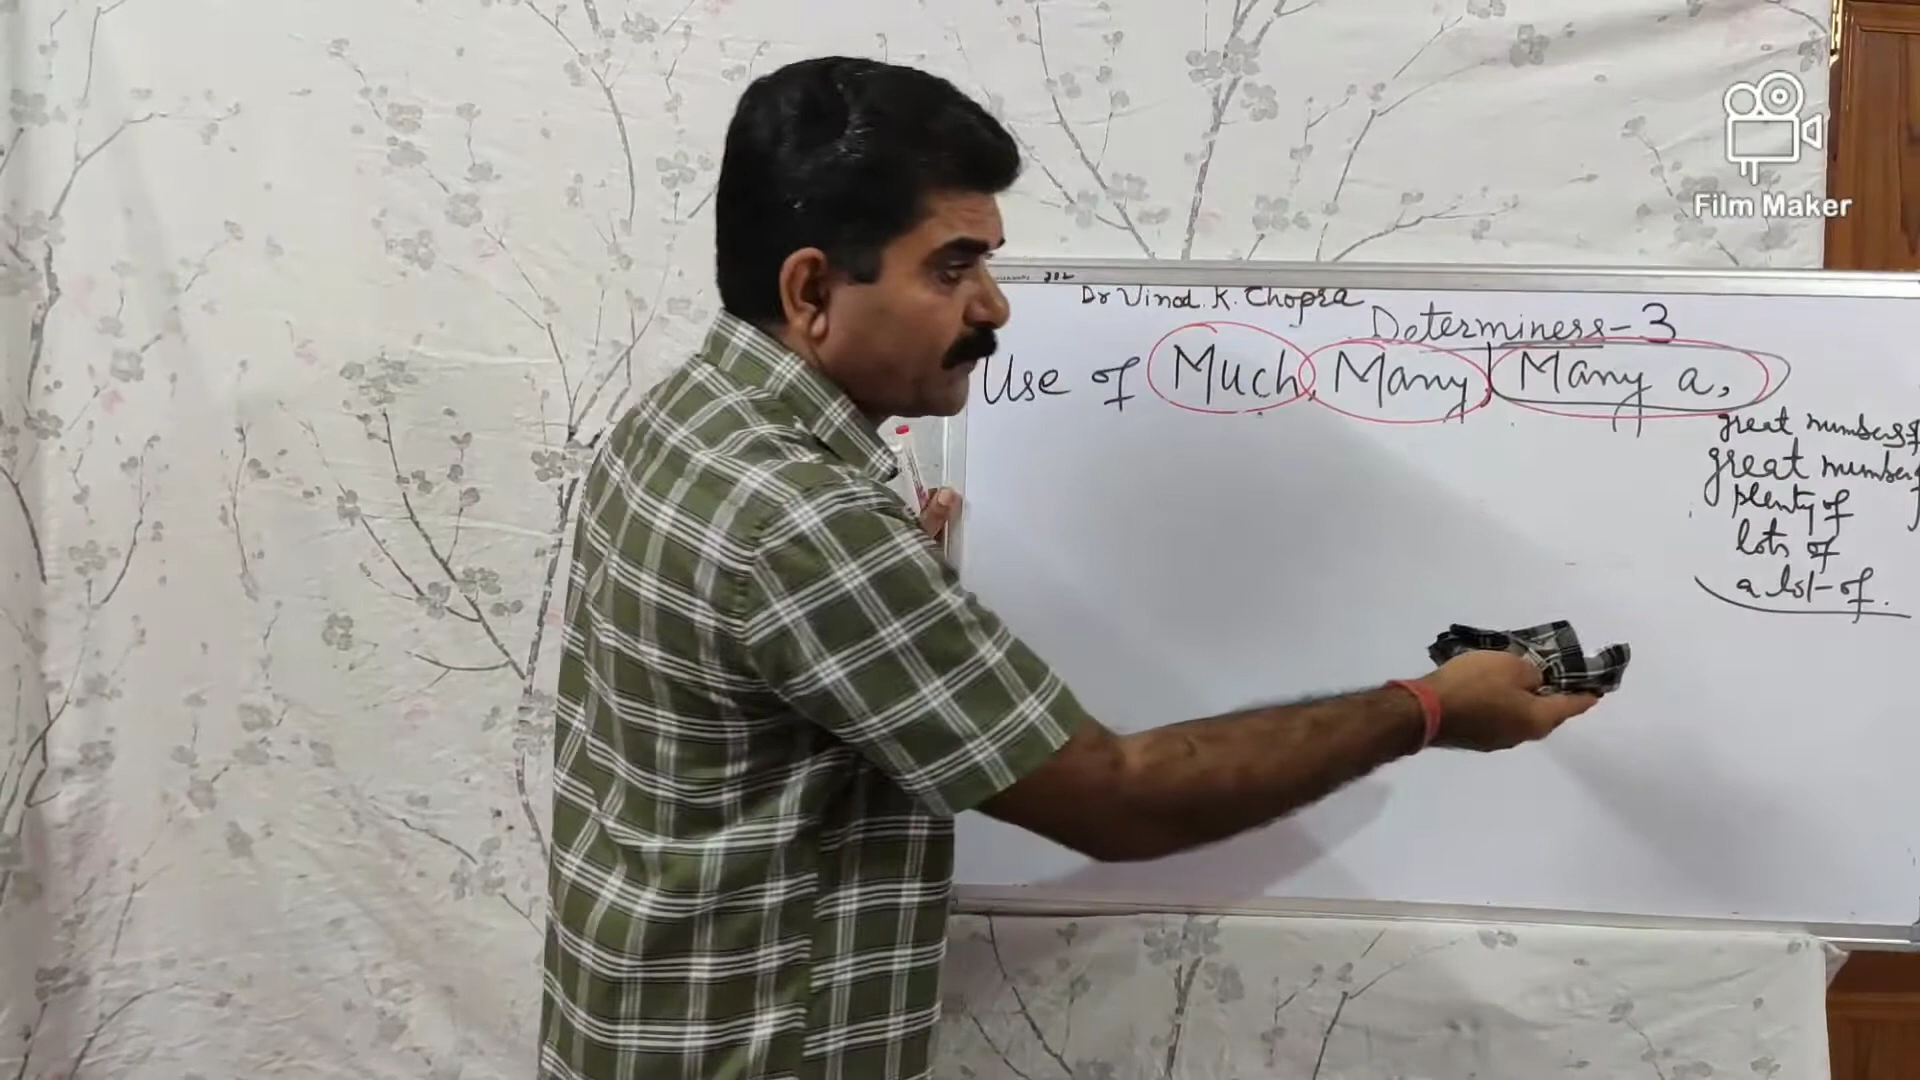 Film Maker
Dr Vinod. K. Chopra
Determiness-3
Use of Much, Many, Many a,
great numbers of
great number
plenty of
lots of
a lot of.